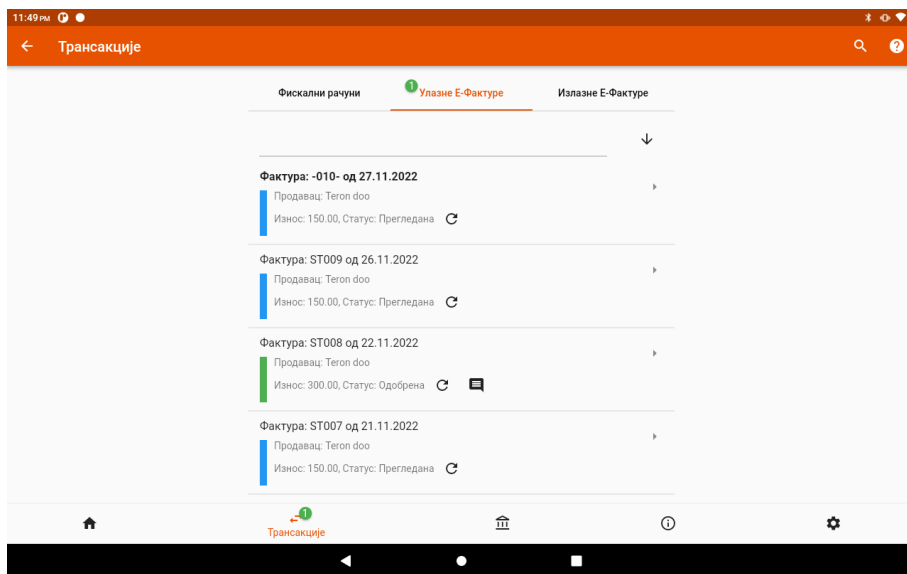 11:49 PM
Трансакције
?
Фискални рачуни
1 Улазне Е-Фактуре
Излазне Е-Фактуре
Фактура: -010- од 27.11.2022
Продавац: Teron doo
Износ: 150.00, Статус: Прегледана
Фактура: ST009 од 26.11.2022
Продавац: Teron doo
Износ: 150.00, Статус: Прегледана
Фактура: ST008 од 22.11.2022
Продавац: Teron doo
Износ: 300.00, Статус: Одобрена
Фактура: ST007 од 21.11.2022
Продавац: Teron doo
Износ: 150.00, Статус: Прегледана
1
Трансакције